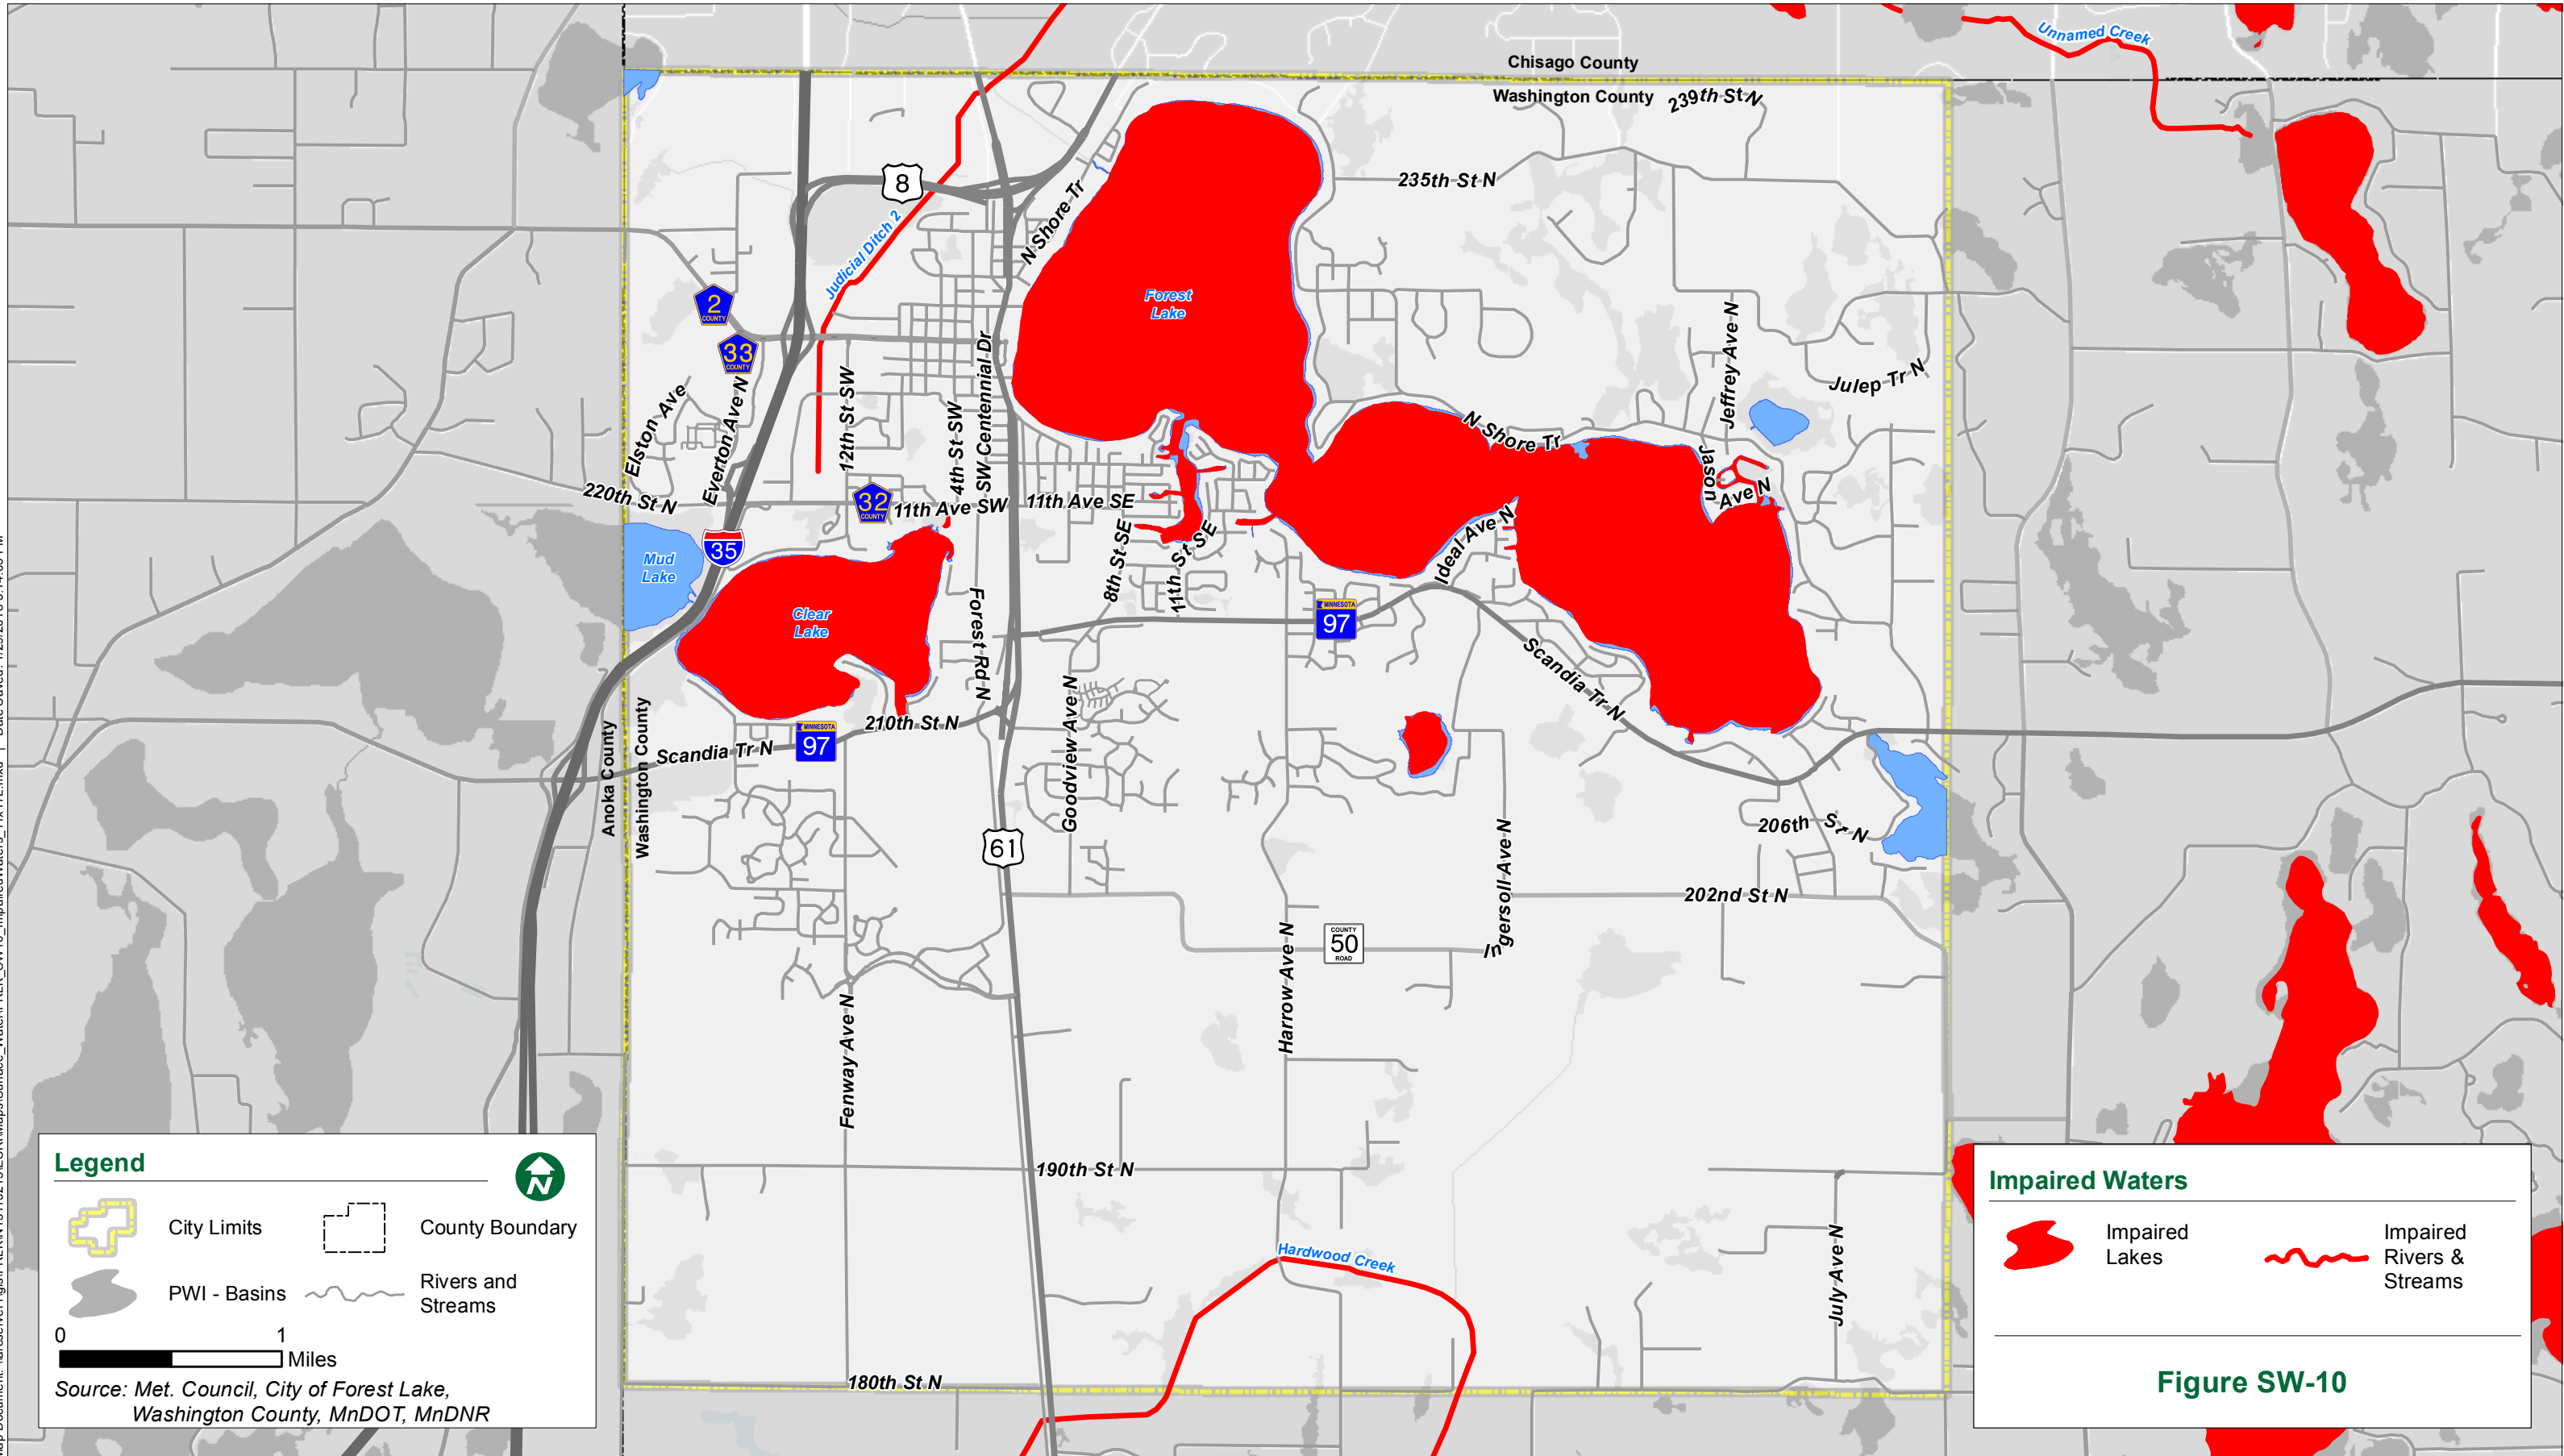 Unnamed Creek
Chisago County
Washington County
239th St N
8
235th St N
N Shore Tr
Judicial Ditch 2
Forest
Lake
2
COUNTY
33
COUNTY
Jeffrey Ave N
Julep Tr N
Elston Ave
Everton Ave N
12th St SW
4th St SW
SW Centennial Dr
N Shore Tr
Jason
Ave N
220th St N
32
COUNTY
11th Ave SW
11th Ave SE
35
Mud
Lake
8th St SE
11th St SE
Ideal Ave N
Clear
Lake
Forest Rd N
MINNESOTA
97
Scandia Tr N
Goodview Ave N
210th St N
MINNESOTA
97
Scandia Tr N
Anoka County
Washington County
61
206th St N
Ingersoll Ave N
202nd St N
COUNTY
50
ROAD
Harrow Ave N
Fenway Ave N
190th St N
Hardwood Creek
July Ave N
180th St N
Legend
N
City Limits
County Boundary
PWI - Basins
Rivers and
Streams
0 1
Miles
Source: Met. Council, City of Forest Lake,
Washington County, MnDOT, MnDNR
Impaired Waters
Impaired
Lakes
Impaired
Rivers &
Streams
Figure SW-10